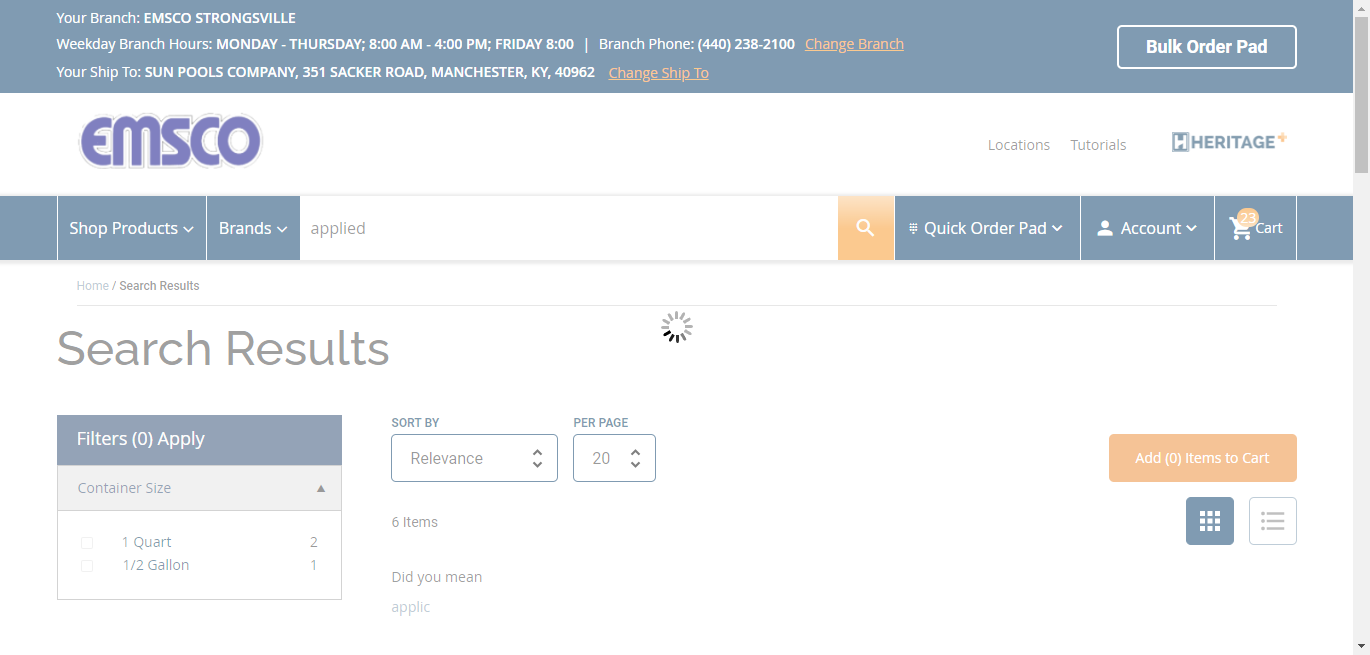 Your Branch: EMSCO STRONGSVILLE
Weekday Branch Hours: MONDAY - THURSDAY; 8:00 AM - 4:00 PM; FRIDAY 8:00 | Branch Phone: (440) 238-2100 Change Branch
Your Ship To: SUN POOLS COMPANY, 351 SACKER ROAD, MANCHESTER, KY, 40962 Change Ship To
Bulk Order Pad
EMSCO
Locations Tutorials HERITAGE+
Shop Products Brands applied Quick Order Pad Account 23 Cart
Home / Search Results
Search Results
Filters (0) Apply
Container Size
1 Quart 2
1/2 Gallon 1
SORT BY PER PAGE
Relevance 20
Add (0) Items to Cart
6 Items
Did you mean
applic